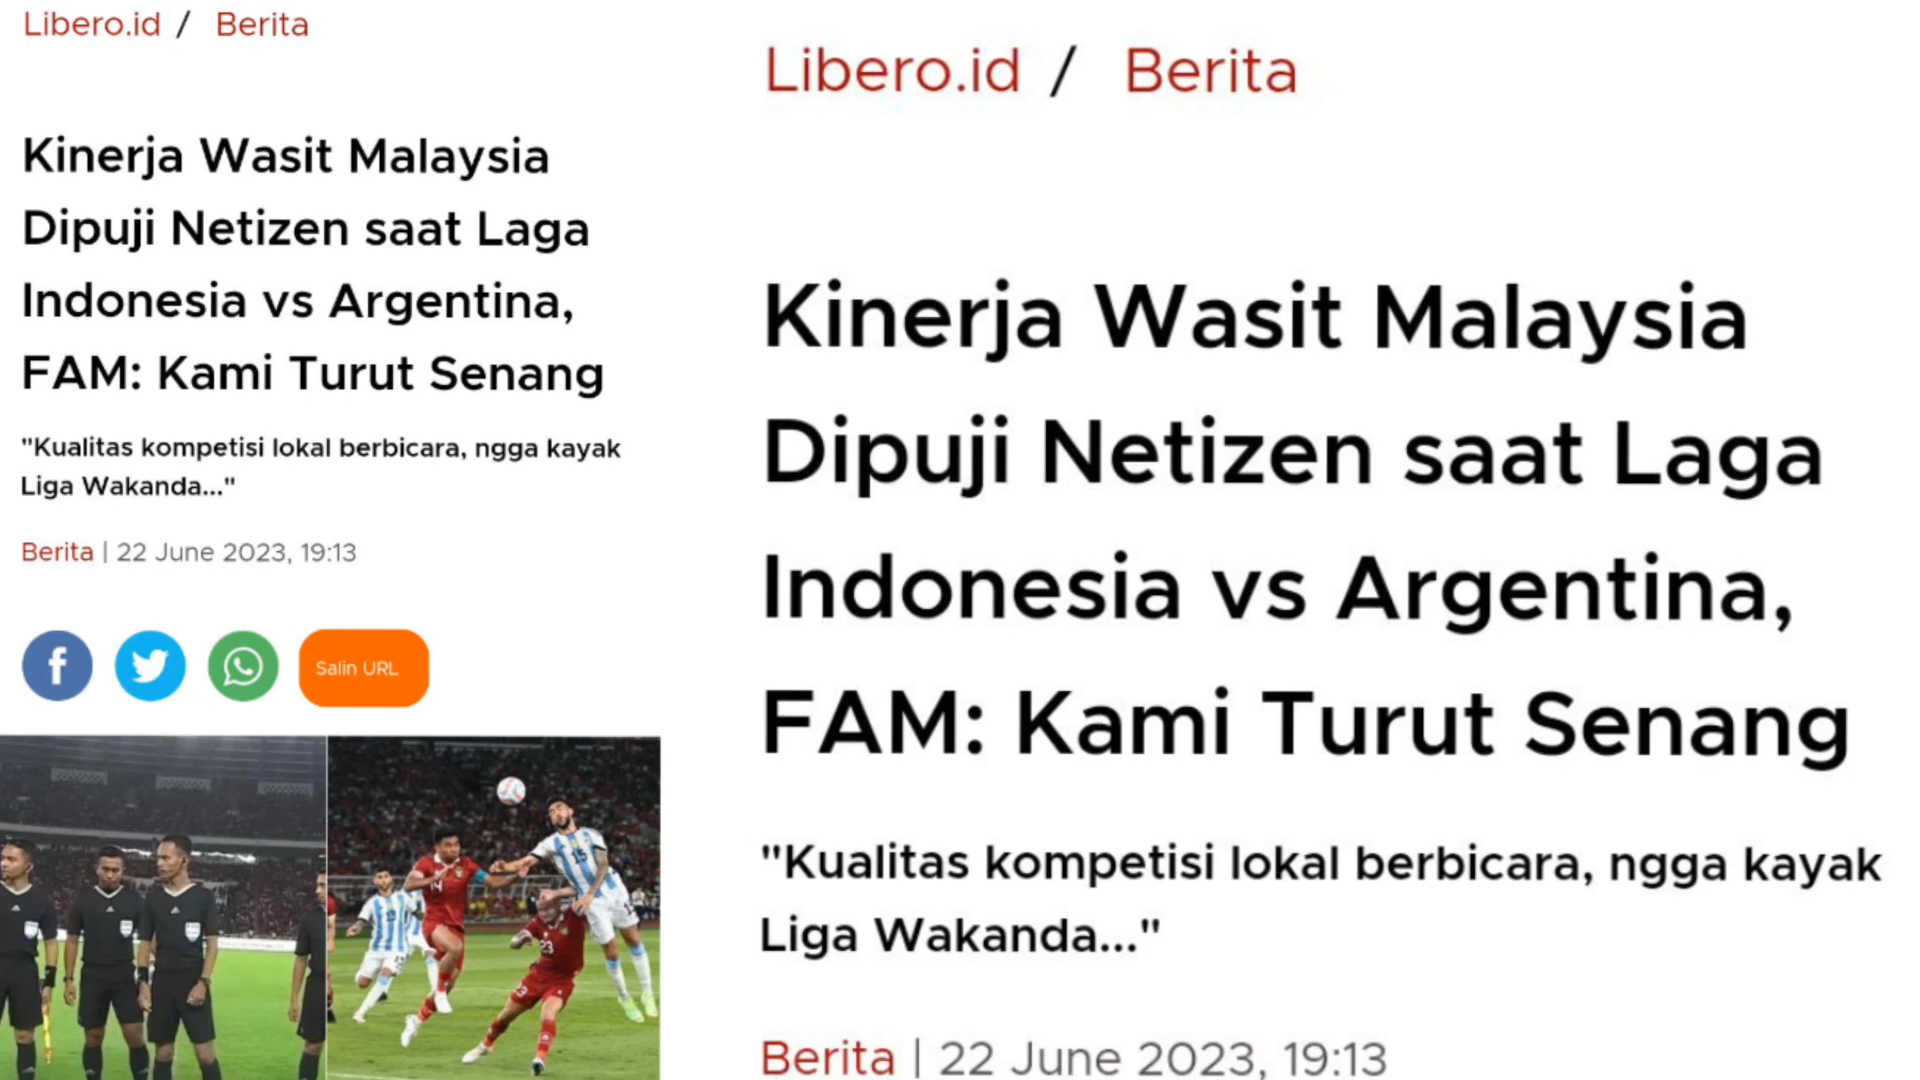 Libero.id / Berita
Kinerja Wasit Malaysia
Dipuji Netizen saat Laga
Indonesia vs Argentina,
FAM: Kami Turut Senang
"Kualitas kompetisi lokal berbicara, ngga kayak
Liga Wakanda..."
Berita | 22 June 2023, 19:13
f
Salin URL
14
15
23
Libero.id / Berita
Kinerja Wasit Malaysia
Dipuji Netizen saat Laga
Indonesia vs Argentina,
FAM: Kami Turut Senang
"Kualitas kompetisi lokal berbicara, ngga kayak
Liga Wakanda..."
Berita | 22 June 2023, 19:13